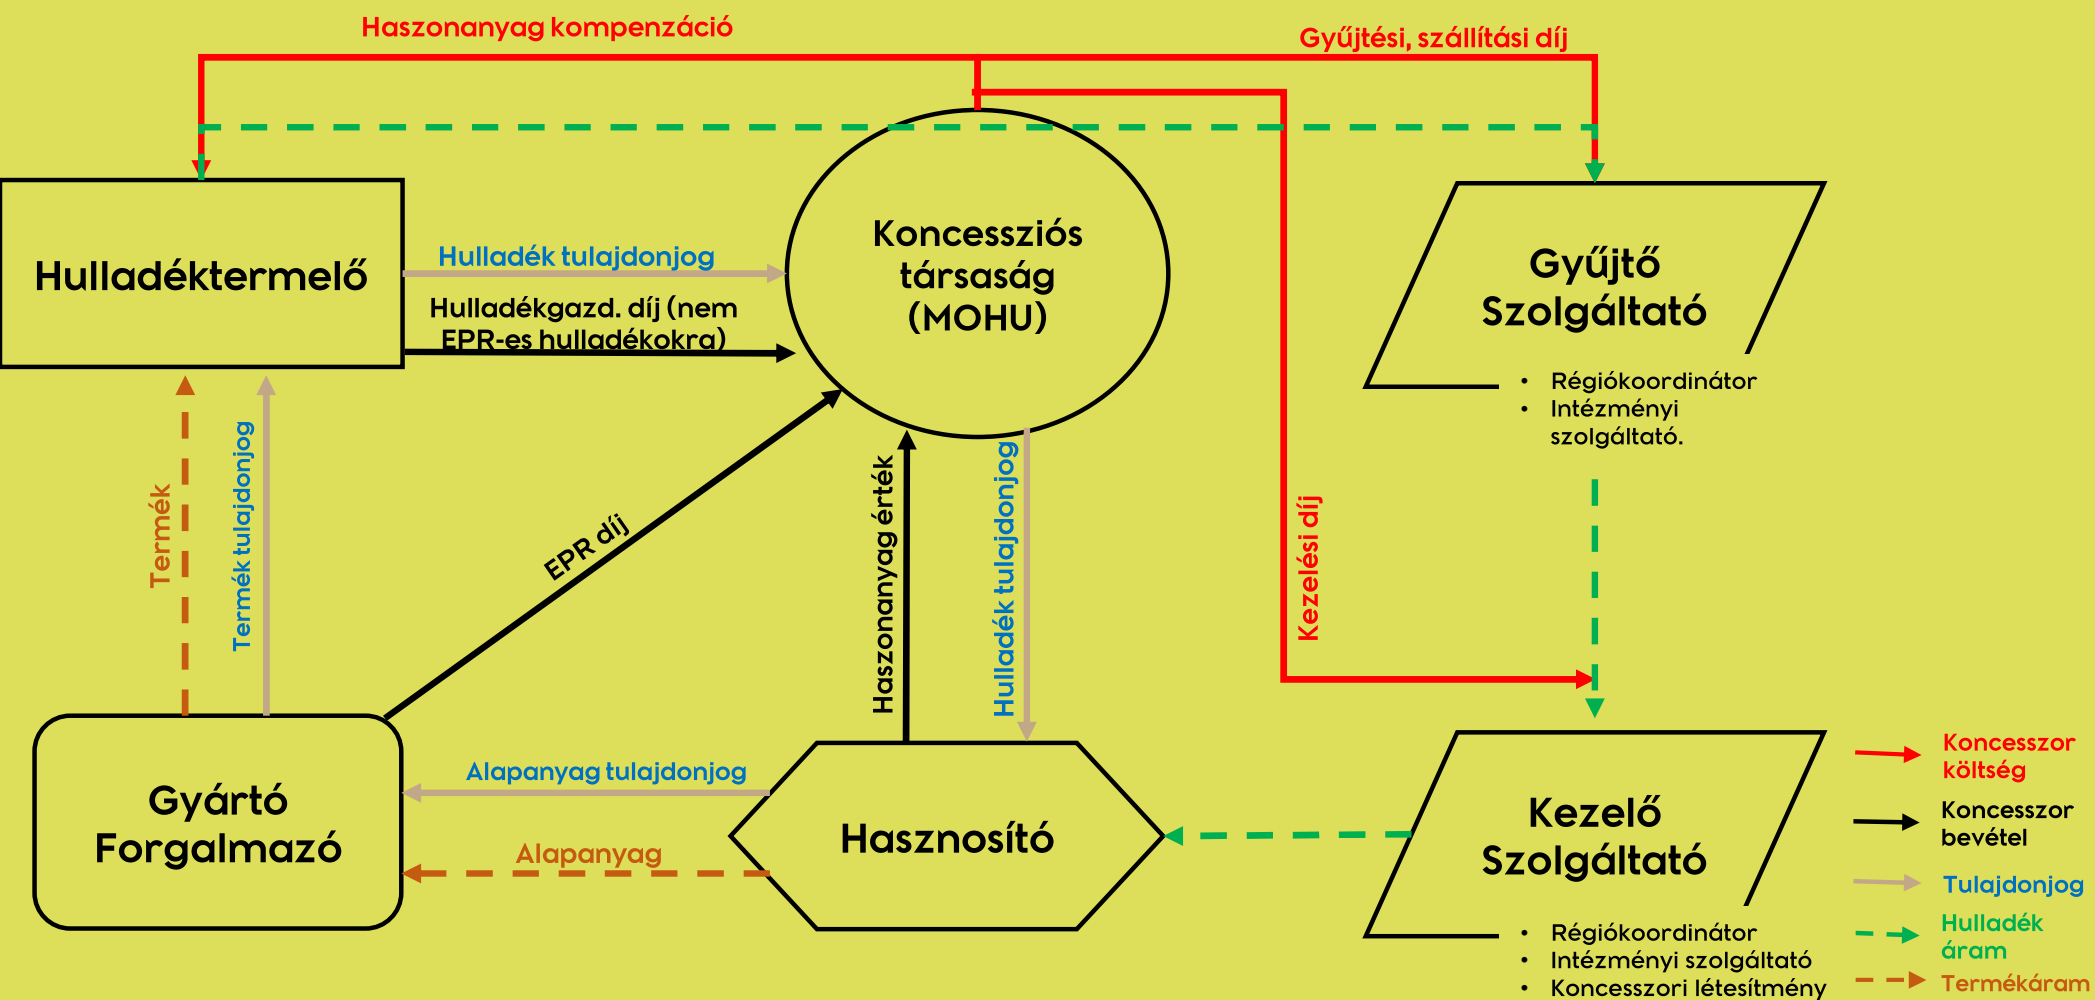 Haszonanyag kompenzáció
Gyűjtési, szállítási díj
Hulladéktermelő
Hulladék tulajdonjog
Hulladékgazd. díj (nem
EPR-es hulladékokra)
Koncessziós
társaság
(MOHU)
Gyűjtő
Szolgáltató
• Régiókoordinátor
• Intézményi
szolgáltató.
Termék
Termék tulajdonjog
EPR díj
Haszonanyag érték
Hulladék tulajdonjog
Kezelési díj
Gyártó
Forgalmazó
Alapanyag tulajdonjog
Alapanyag
Hasznosító
Kezelő
Szolgáltató
• Régiókoordinátor
• Intézményi szolgáltató
• Koncesszori létesítmény
Koncesszor
költség
Koncesszor
bevétel
Tulajdonjog
Hulladék
áram
Termékáram